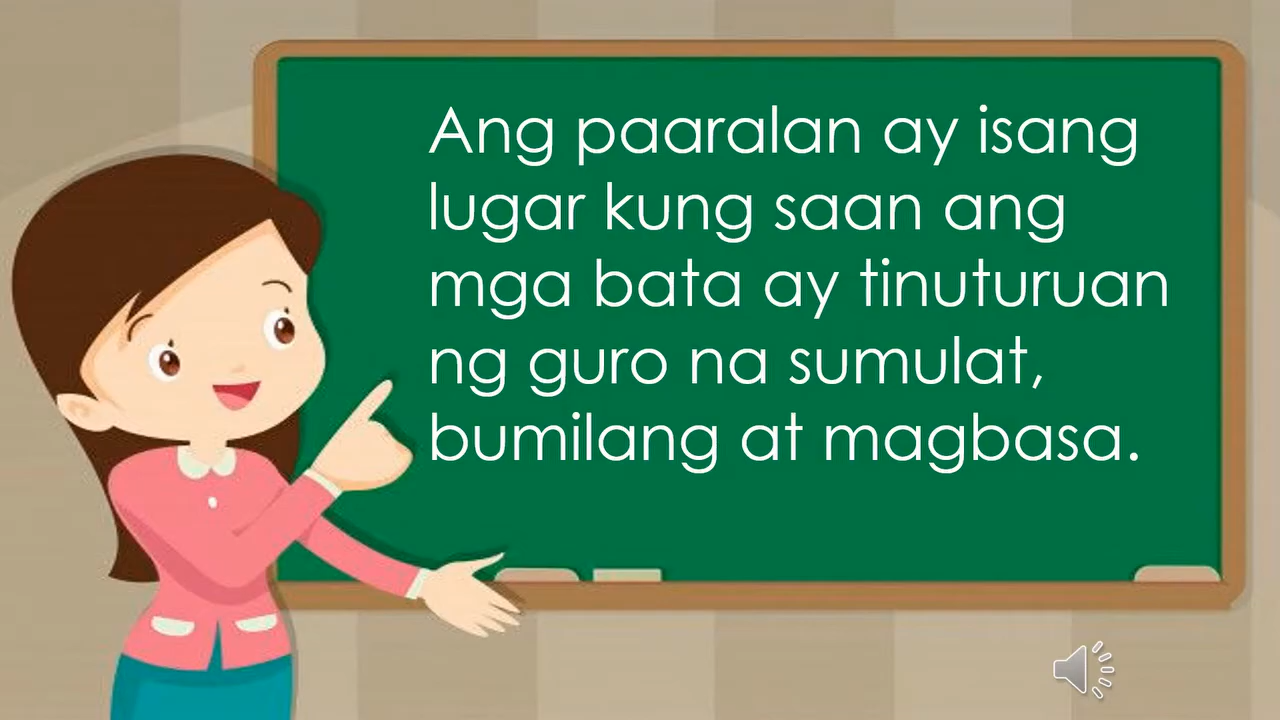 Ang paaralan ay isang
lugar kung saan ang
mga bata ay tinuturuan
ng guro na sumulat,
bumilang at magbasa.